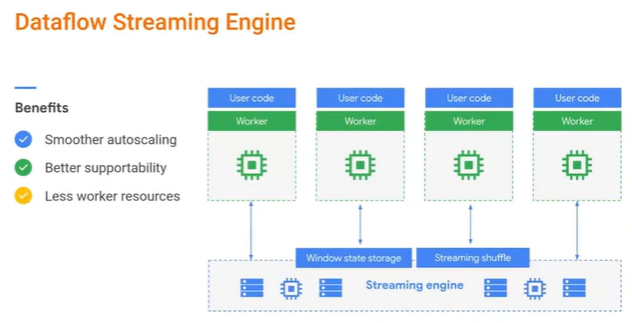 Dataflow Streaming Engine
Benefits
Smoother autoscaling
Better supportability
Less worker resources
User code
User code
User code
User code
Worker
Worker
Worker
Worker
Window state storage
Streaming shuffle
Streaming engine